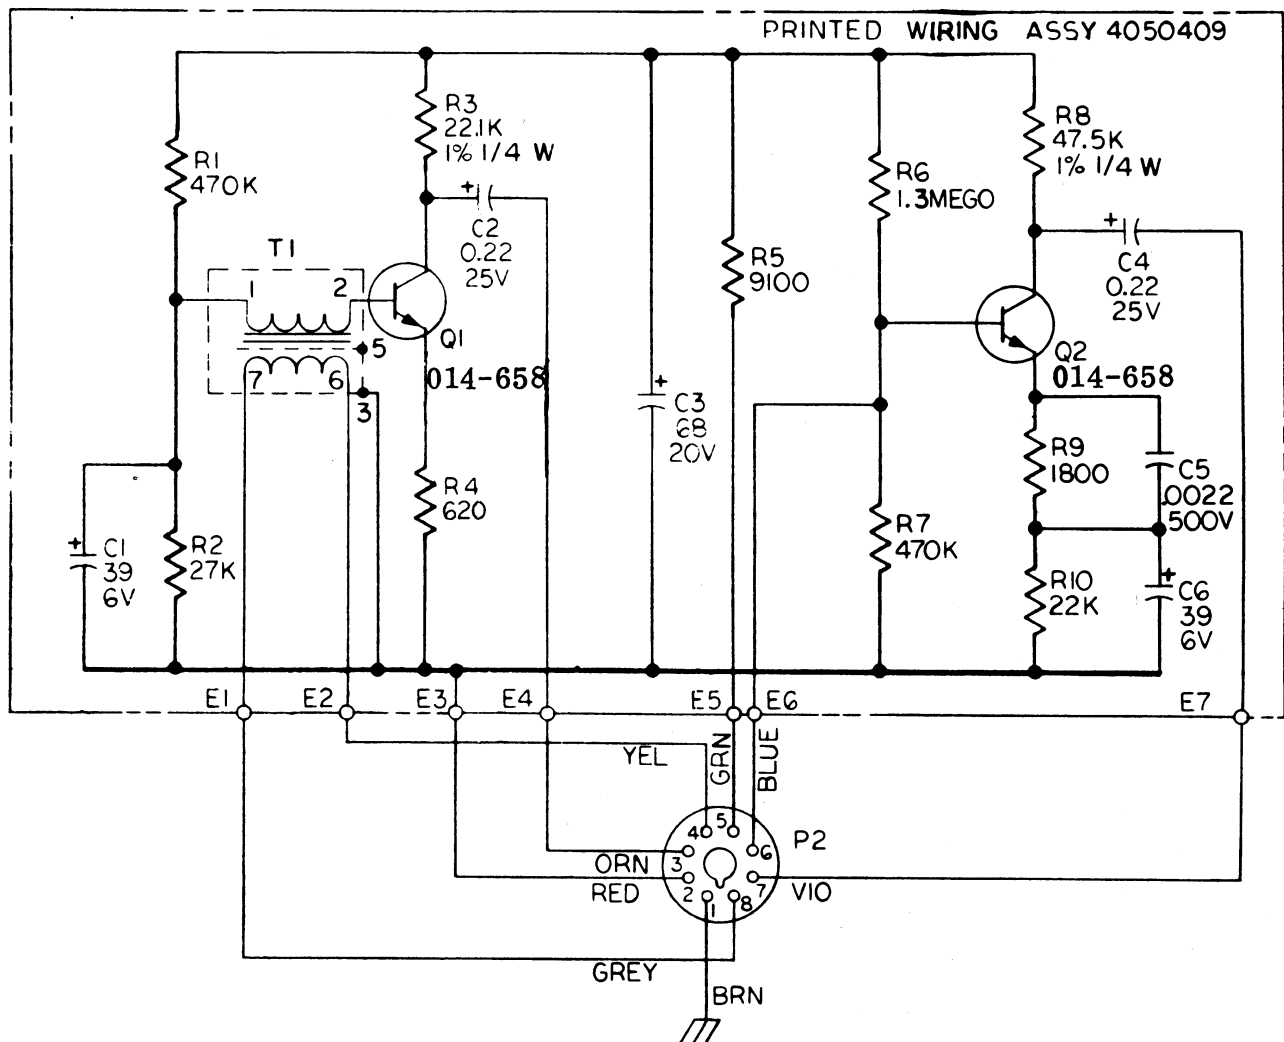 PRINTED WIRING ASSY 4050409
R1
470K
R3
22.1K
1% 1/4 W
+
C2
0.22
25V
T1
1
2
5
7
6
3
Q1
014-658
R4
620
+
C1
39
6V
R2
27K
+
C3
68
20V
R5
9100
R6
1.3MEGO
R7
470K
R8
47.5K
1% 1/4 W
+
C4
0.22
25V
Q2
014-658
R9
1800
C5
.0022
500V
R10
22K
+
C6
39
6V
E1
E2
E3
E4
E5
E6
E7
YEL
GRN
BLUE
P2
4
5
3
6
2
7
1
8
ORN
RED
VIO
GREY
BRN